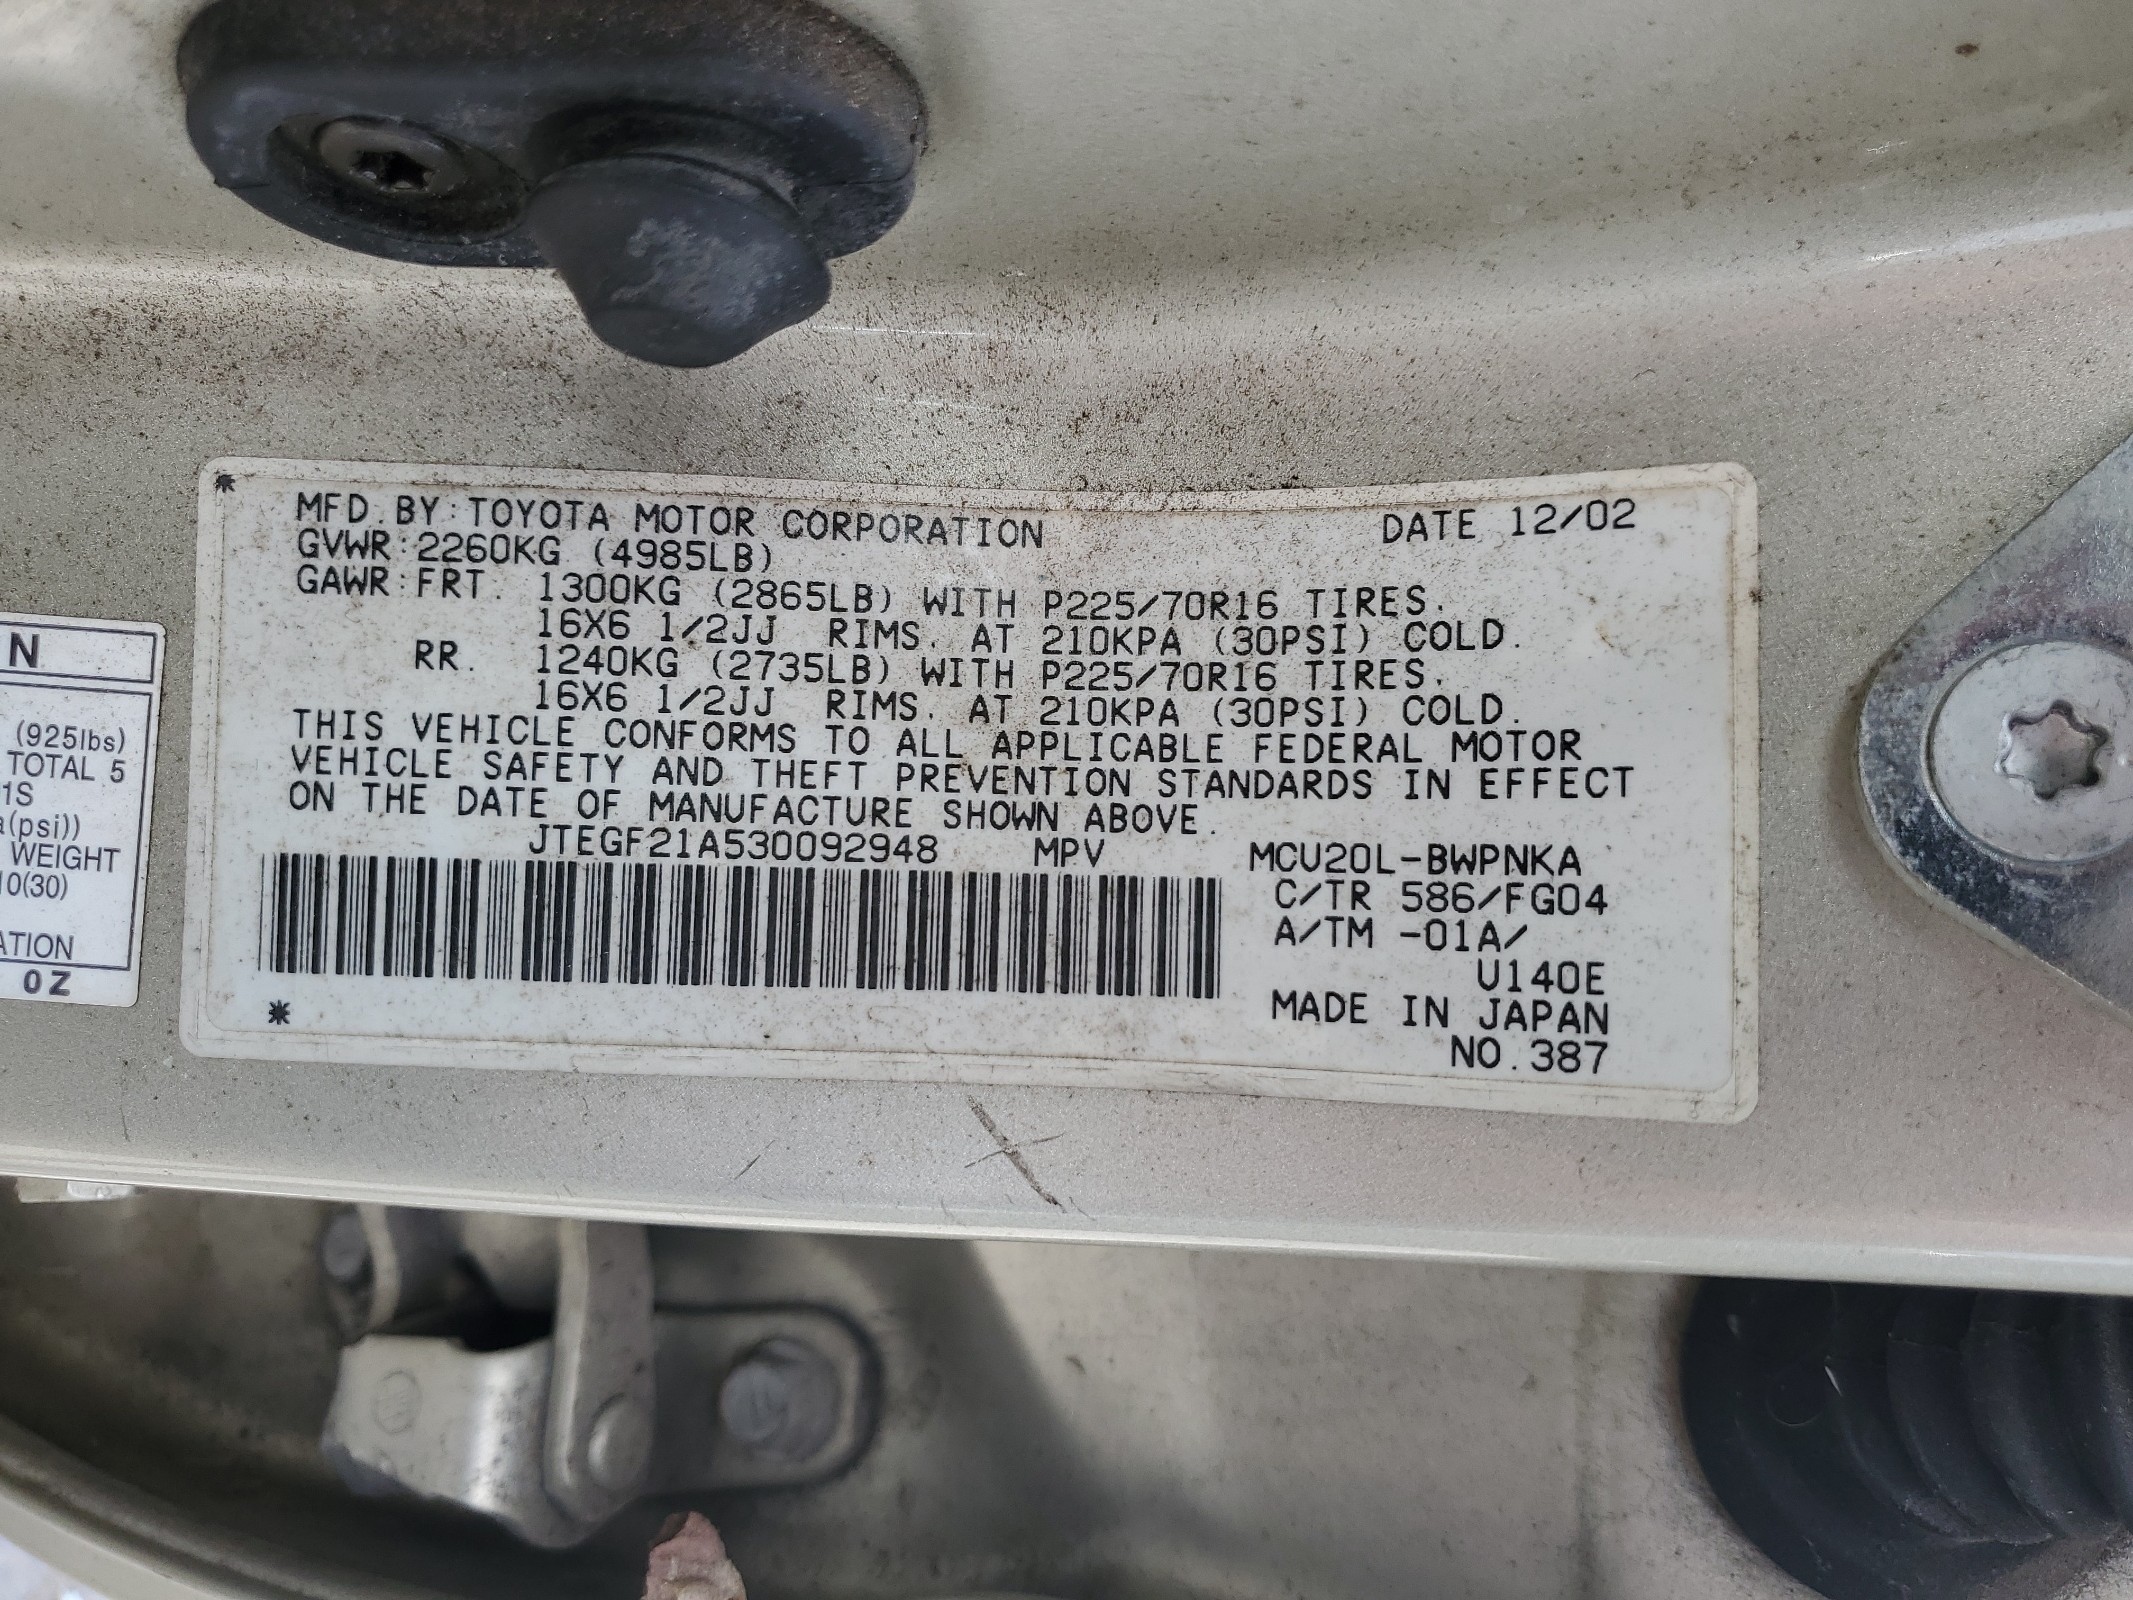 MFD.BY:TOYOTA MOTOR CORPORATION DATE 12/02
GVWR:2260KG (4985LB)
GAWR:FRT. 1300KG (2865LB) WITH P225/70R16 TIRES.
16X6 1/2JJ RIMS. AT 210KPA (30PSI) COLD.
RR. 1240KG (2735LB) WITH P225/70R16 TIRES.
16X6 1/2JJ RIMS. AT 210KPA (30PSI) COLD.
THIS VEHICLE CONFORMS TO ALL APPLICABLE FEDERAL MOTOR
VEHICLE SAFETY AND THEFT PREVENTION STANDARDS IN EFFECT
ON THE DATE OF MANUFACTURE SHOWN ABOVE.
JTEGF21A530092948 MPV MCU20L-BWPNKA
C/TR 586/FG04
A/TM -01A/
U140E
MADE IN JAPAN
NO.387
N
(925lbs)
TOTAL 5
1S
(psi))
WEIGHT
10(30)
ATION
OZ